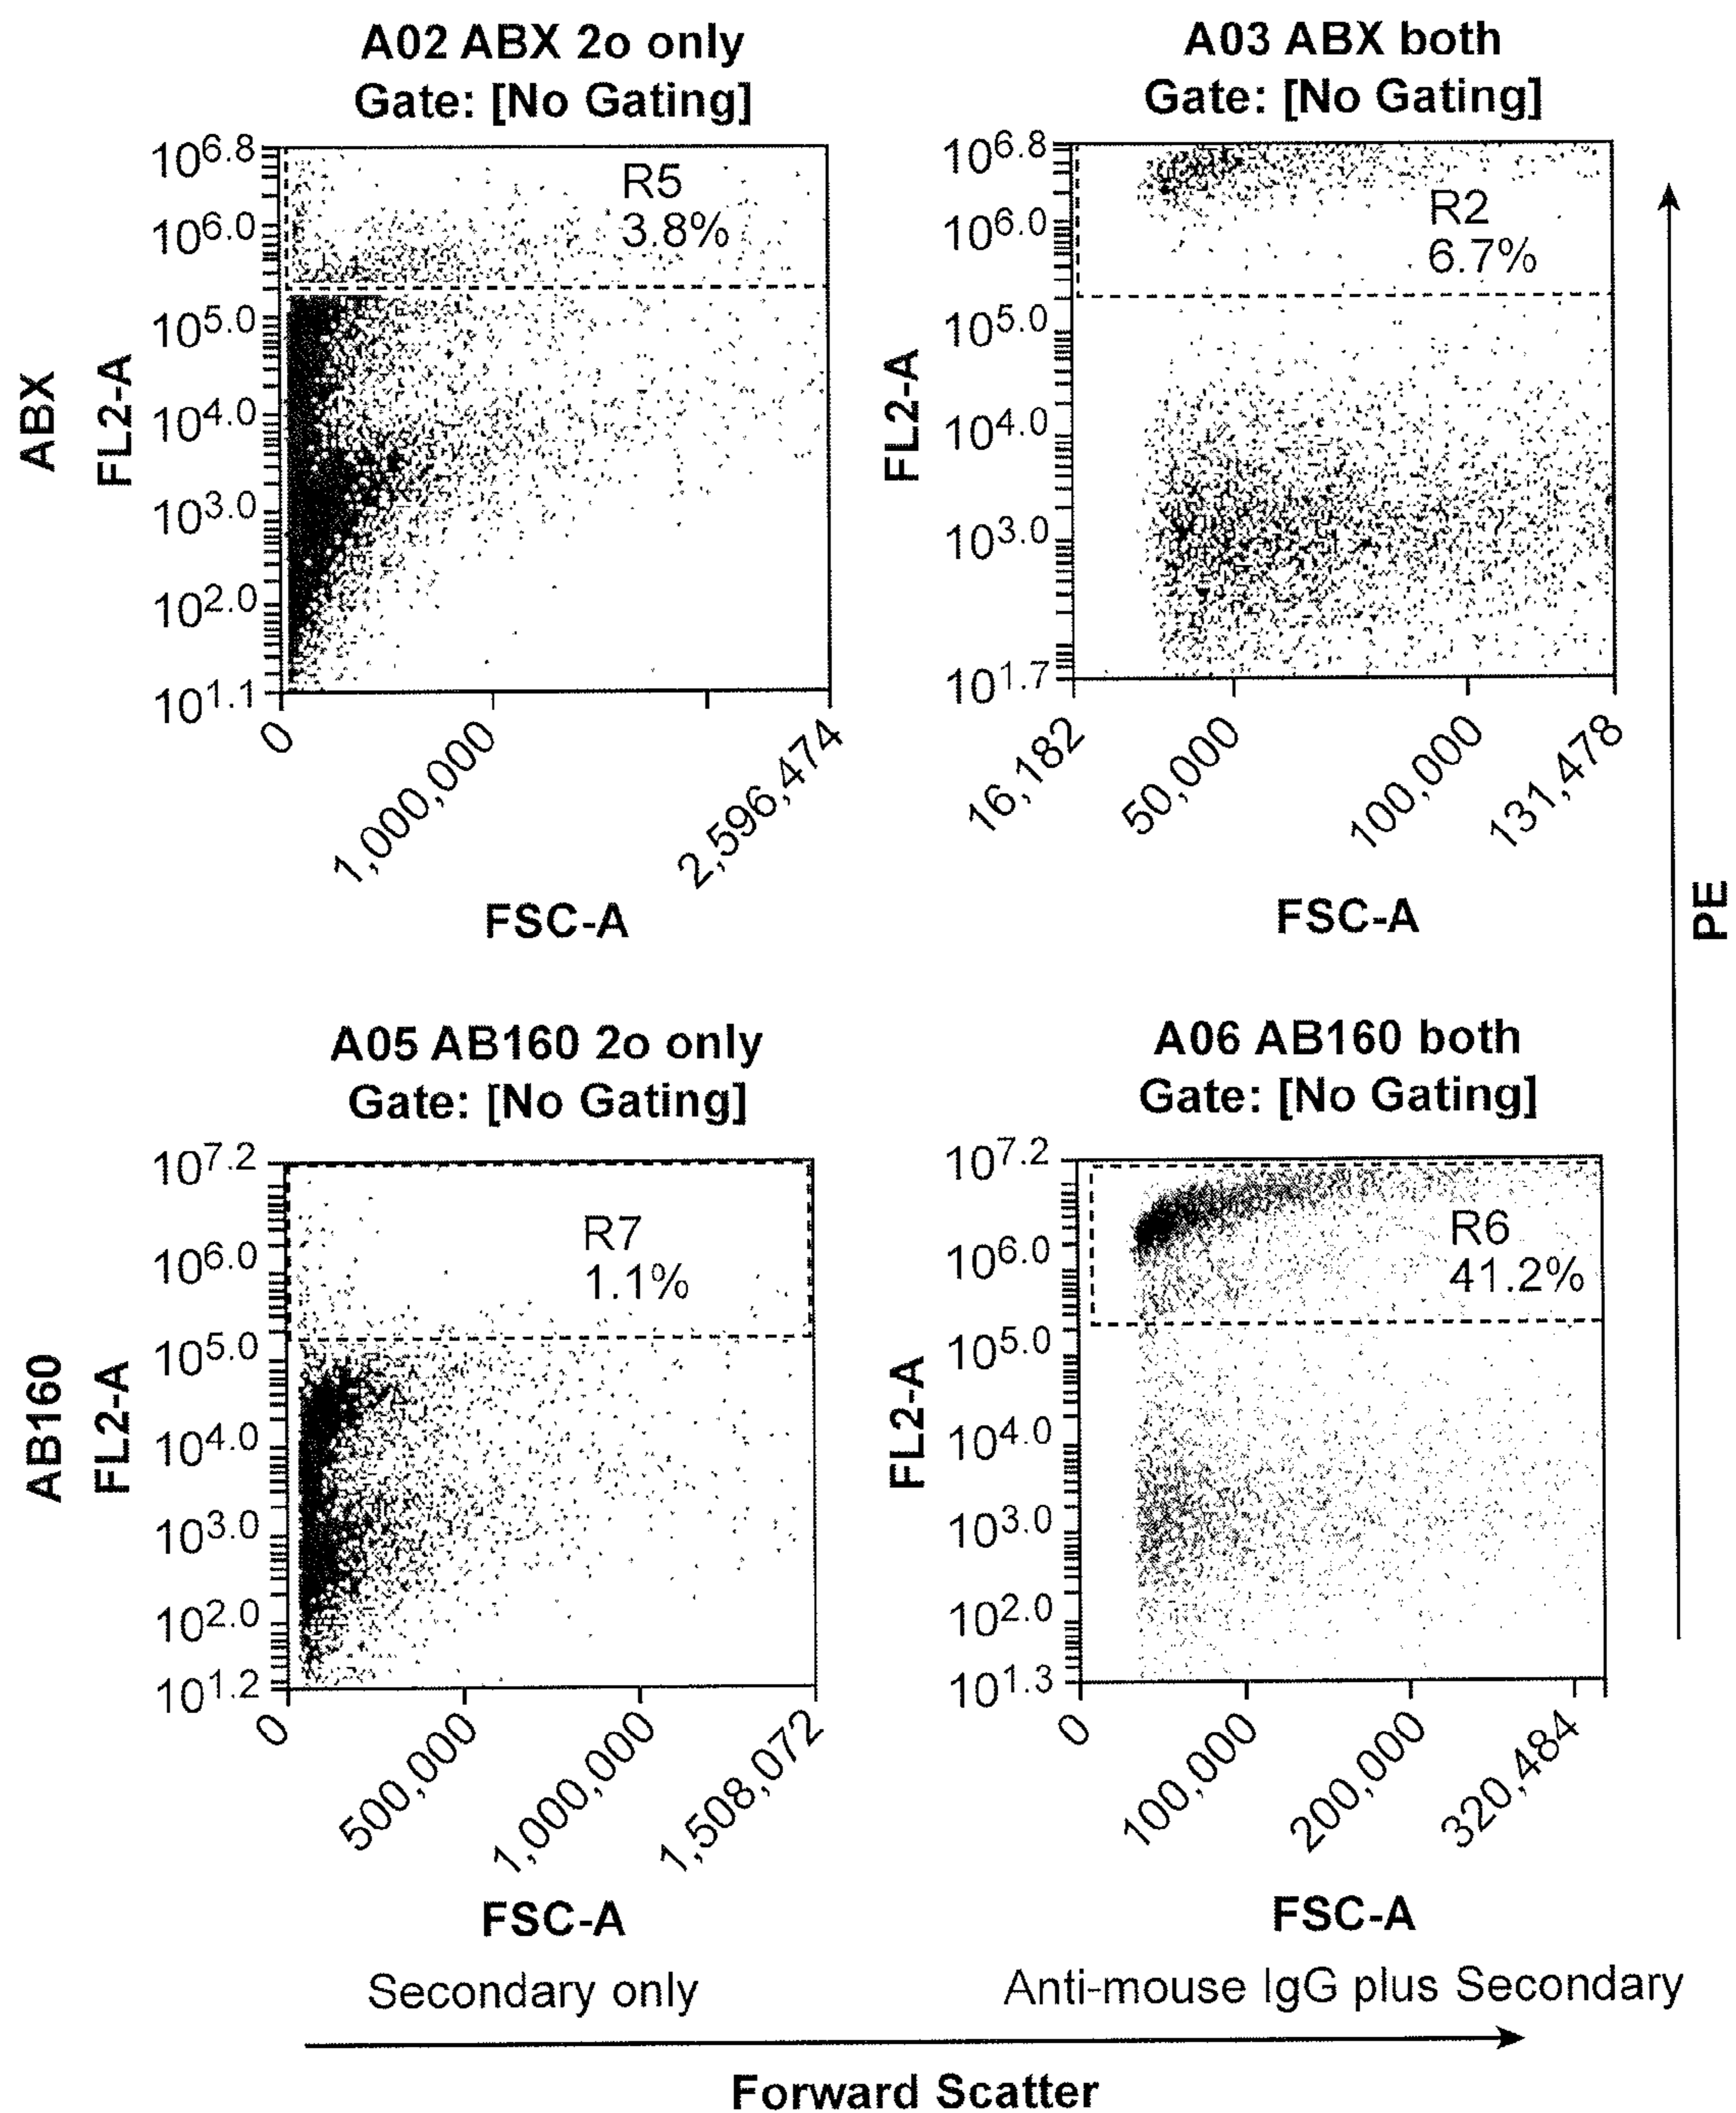 A02 ABX 2o only
Gate: [No Gating]
ABX
FL2-A
10^6.8
10^6.0
10^5.0
10^4.0
10^3.0
10^2.0
10^1.1
R5
3.8%
0
1,000,000
2,596,474
FSC-A
A03 ABX both
Gate: [No Gating]
FL2-A
10^6.8
10^6.0
10^5.0
10^4.0
10^3.0
10^1.7
R2
6.7%
16,182
50,000
100,000
131,478
FSC-A
PE
A05 AB160 2o only
Gate: [No Gating]
AB160
FL2-A
10^7.2
10^6.0
10^5.0
10^4.0
10^3.0
10^2.0
10^1.2
R7
1.1%
0
500,000
1,000,000
1,508,072
FSC-A
Secondary only
A06 AB160 both
Gate: [No Gating]
FL2-A
10^7.2
10^6.0
10^5.0
10^4.0
10^3.0
10^2.0
10^1.3
R6
41.2%
0
100,000
200,000
320,484
FSC-A
Anti-mouse IgG plus Secondary
Forward Scatter